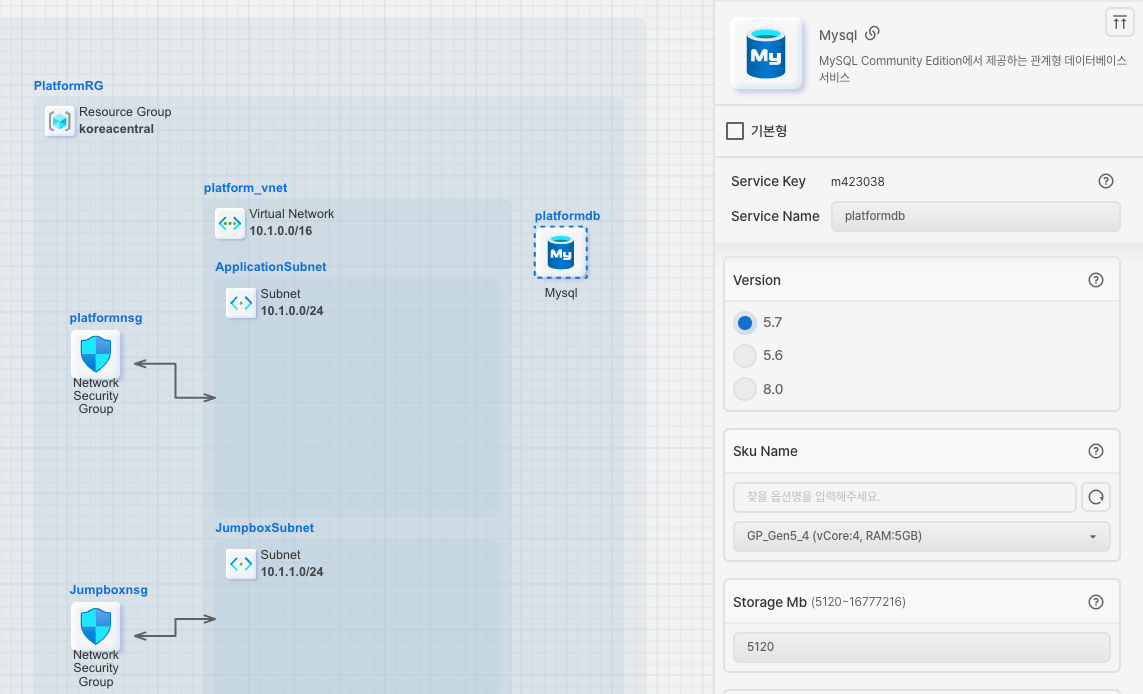 PlatformRG
Resource Group
koreacentral
platform_vnet
Virtual Network
10.1.0.0/16
platformdb
My
Mysql
ApplicationSubnet
Subnet
10.1.0.0/24
platformnsg
Network
Security
Group
JumpboxSubnet
Subnet
10.1.1.0/24
Jumpboxnsg
Network
Security
Group
My
Mysql
MySQL Community Edition에서 제공하는 관계형 데이터베이스
서비스
기본형
Service Key m423038
Service Name platformdb
Version
5.7
5.6
8.0
Sku Name
찾을 옵션명을 입력해주세요.
GP_Gen5_4 (vCore:4, RAM:5GB)
Storage Mb (5120~16777216)
5120